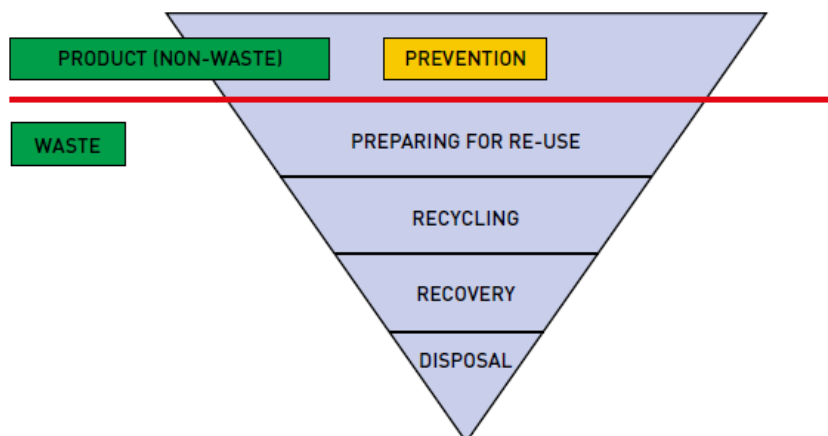 PRODUCT (NON-WASTE)
PREVENTION
WASTE
PREPARING FOR RE-USE
RECYCLING
RECOVERY
DISPOSAL